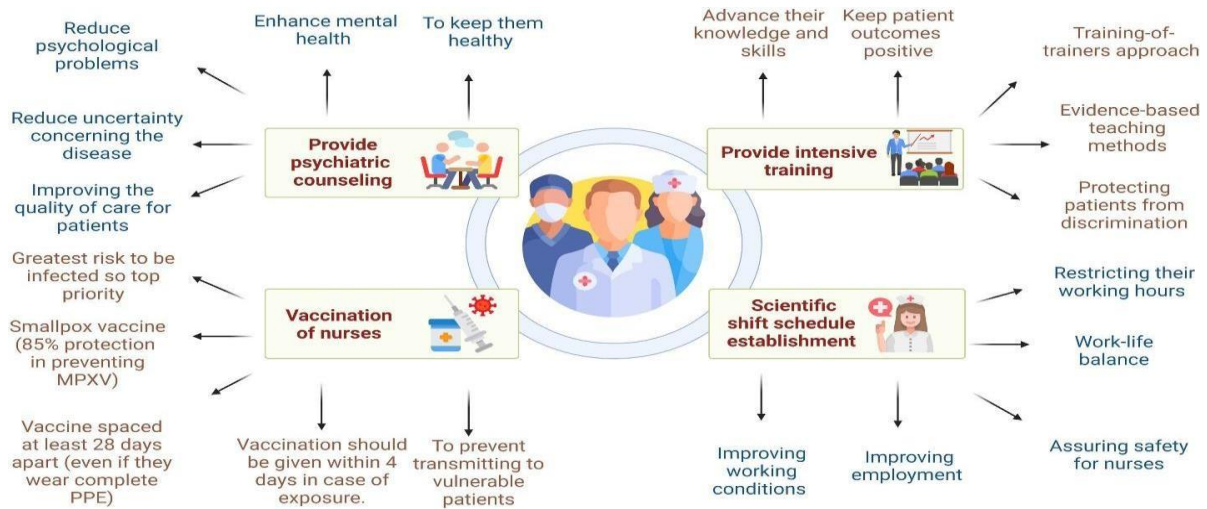 Reduce
psychological
problems
Enhance mental
health
To keep them
healthy
Reduce uncertainty
concerning the
disease
Improving the
quality of care for
patients
Provide
psychiatric
counseling
Advance their
knowledge and
skills
Keep patient
outcomes
positive
Training-of-
trainers approach
Evidence-based
teaching
methods
Protecting
patients from
discrimination
Provide intensive
training
Greatest risk to be
infected so top
priority
Smallpox vaccine
(85% protection
in preventing
MPXV)
Vaccine spaced
at least 28 days
apart (even if they
wear complete
PPE)
Vaccination should
be given within 4
days in case of
exposure.
To prevent
transmitting to
vulnerable
patients
Vaccination
of nurses
Scientific
shift schedule
establishment
Restricting their
working hours
Work-life
balance
Assuring safety
for nurses
Improving
working
conditions
Improving
employment